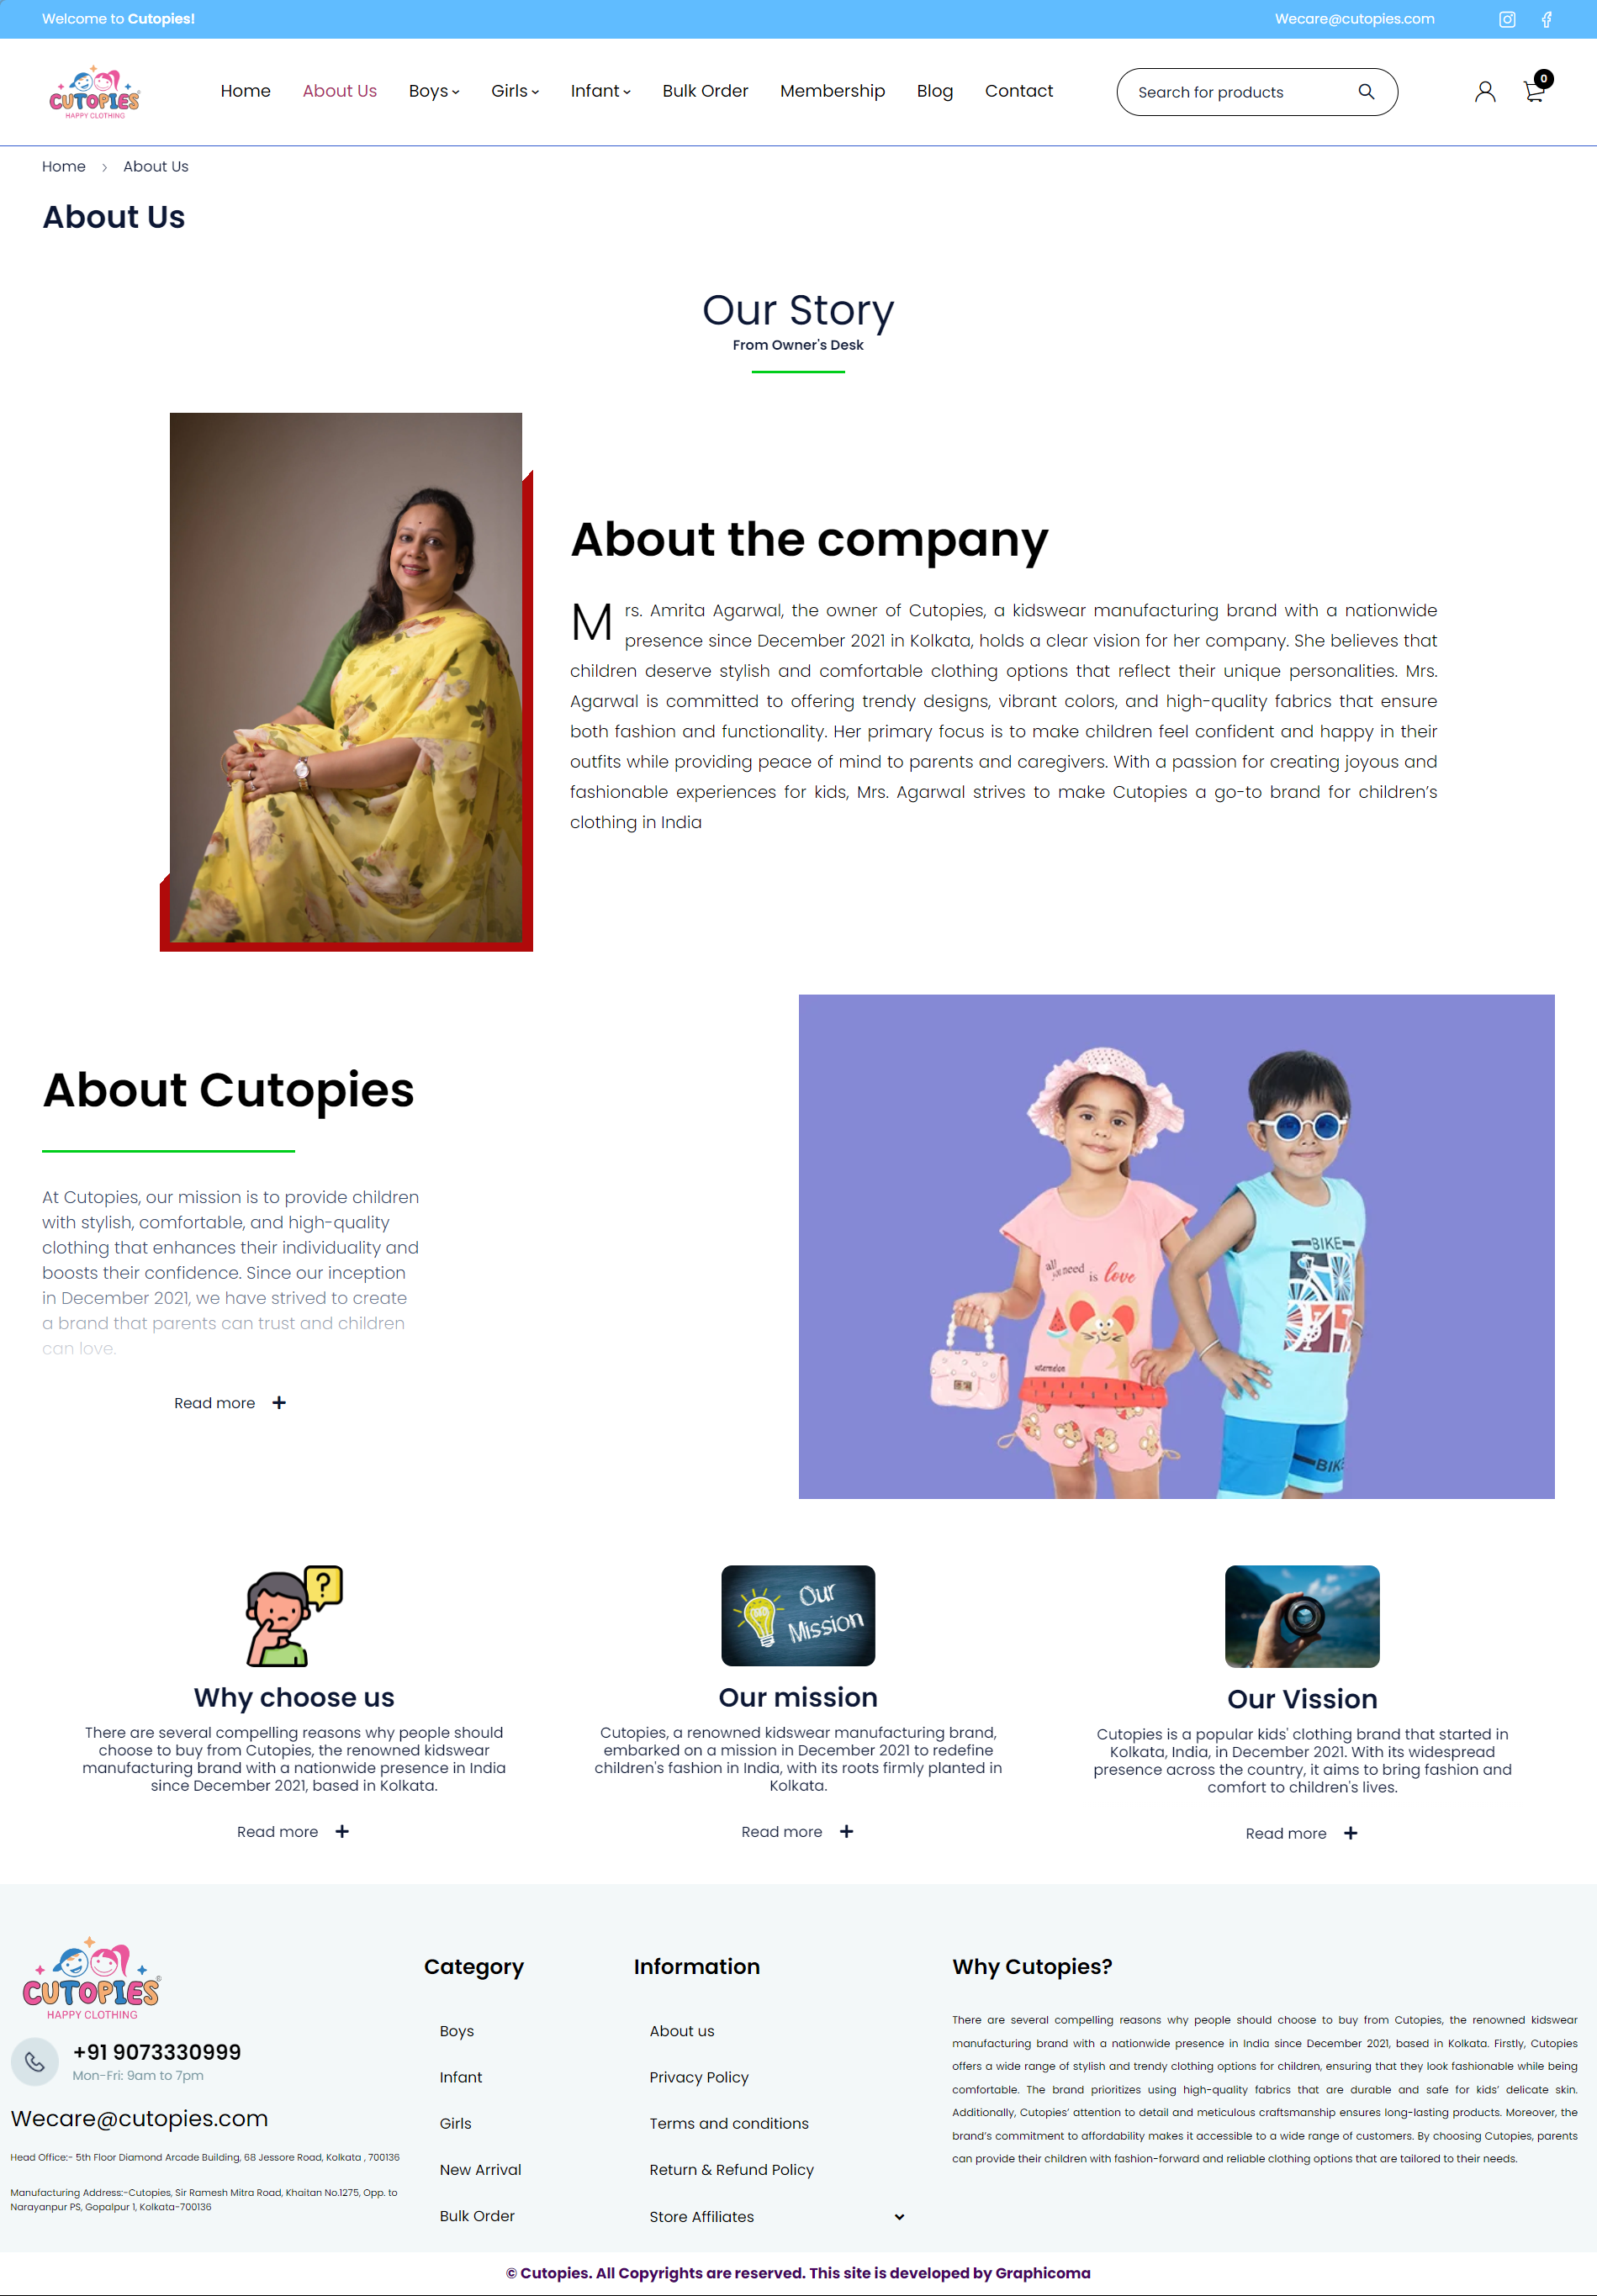 Welcome to Cutopies!
Wecare@cutopies.com
CUTOPIES
HAPPY CLOTHING
Home
About Us
Boys
Girls
Infant
Bulk Order
Membership
Blog
Contact
Search for products
0
Home > About Us
About Us
Our Story
From Owner's Desk
About the company
Mrs. Amrita Agarwal, the owner of Cutopies, a kidswear manufacturing brand with a nationwide
presence since December 2021 in Kolkata, holds a clear vision for her company. She believes that
children deserve stylish and comfortable clothing options that reflect their unique personalities. Mrs.
Agarwal is committed to offering trendy designs, vibrant colors, and high-quality fabrics that ensure
both fashion and functionality. Her primary focus is to make children feel confident and happy in their
outfits while providing peace of mind to parents and caregivers. With a passion for creating joyous and
fashionable experiences for kids, Mrs. Agarwal strives to make Cutopies a go-to brand for children’s
clothing in India
About Cutopies
At Cutopies, our mission is to provide children
with stylish, comfortable, and high-quality
clothing that enhances their individuality and
boosts their confidence. Since our inception
in December 2021, we have strived to create
a brand that parents can trust and children
can love.
Read more +
all you need is love
watermelon
BIKE
BIKE
?
Why choose us
There are several compelling reasons why people should
choose to buy from Cutopies, the renowned kidswear
manufacturing brand with a nationwide presence in India
since December 2021, based in Kolkata.
Read more +
Our
Mission
Our mission
Cutopies, a renowned kidswear manufacturing brand,
embarked on a mission in December 2021 to redefine
children's fashion in India, with its roots firmly planted in
Kolkata.
Read more +
Our Vission
Cutopies is a popular kids' clothing brand that started in
Kolkata, India, in December 2021. With its widespread
presence across the country, it aims to bring fashion and
comfort to children's lives.
Read more +
CUTOPIES®
HAPPY CLOTHING
+91 9073330999
Mon-Fri: 9am to 7pm
Wecare@cutopies.com
Head Office:- 5th Floor Diamond Arcade Building, 68 Jessore Road, Kolkata , 700136
Manufacturing Address:-Cutopies, Sir Ramesh Mitra Road, Khaitan No.1275, Opp. to
Narayanpur PS, Gopalpur 1, Kolkata-700136
Category
Boys
Infant
Girls
New Arrival
Bulk Order
Information
About us
Privacy Policy
Terms and conditions
Return & Refund Policy
Store Affiliates
Why Cutopies?
There are several compelling reasons why people should choose to buy from Cutopies, the renowned kidswear
manufacturing brand with a nationwide presence in India since December 2021, based in Kolkata. Firstly, Cutopies
offers a wide range of stylish and trendy clothing options for children, ensuring that they look fashionable while being
comfortable. The brand prioritizes using high-quality fabrics that are durable and safe for kids’ delicate skin.
Additionally, Cutopies’ attention to detail and meticulous craftsmanship ensures long-lasting products. Moreover, the
brand’s commitment to affordability makes it accessible to a wide range of customers. By choosing Cutopies, parents
can provide their children with fashion-forward and reliable clothing options that are tailored to their needs.
© Cutopies. All Copyrights are reserved. This site is developed by Graphicoma